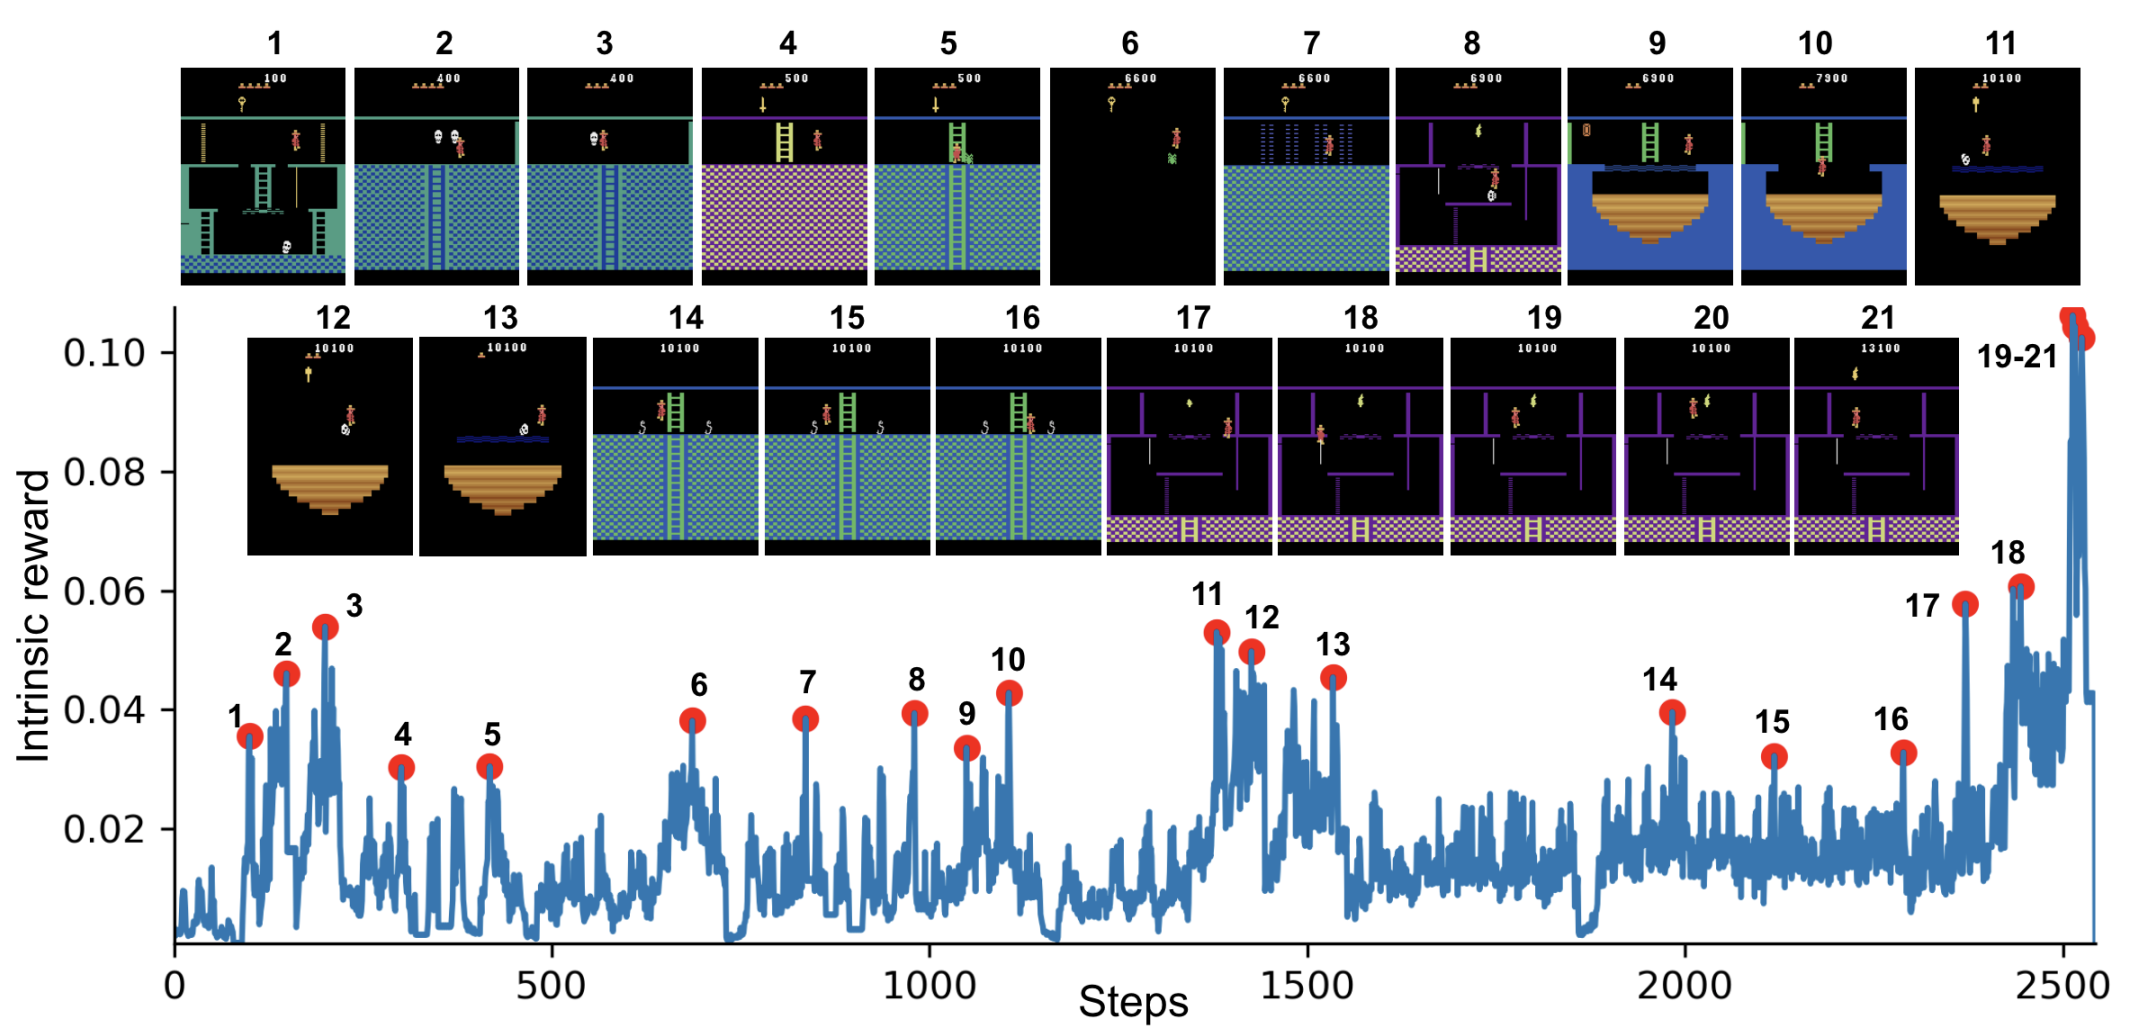 1 2 3 4 5 6 7 8 9 10 11
100 400 400 500 500 6600 6600 6900 6900 7900 10100
12 13 14 15 16 17 18 19 20 21
10100 10100 10100 10100 10100 10100 10100 10100 10100 13100
19-21
0.10
0.08
0.06
0.04
0.02
Intrinsic reward
1 2 3 4 5 6 7 8 9 10 11 12 13 14 15 16 17 18
0 500 1000 1500 2000 2500
Steps